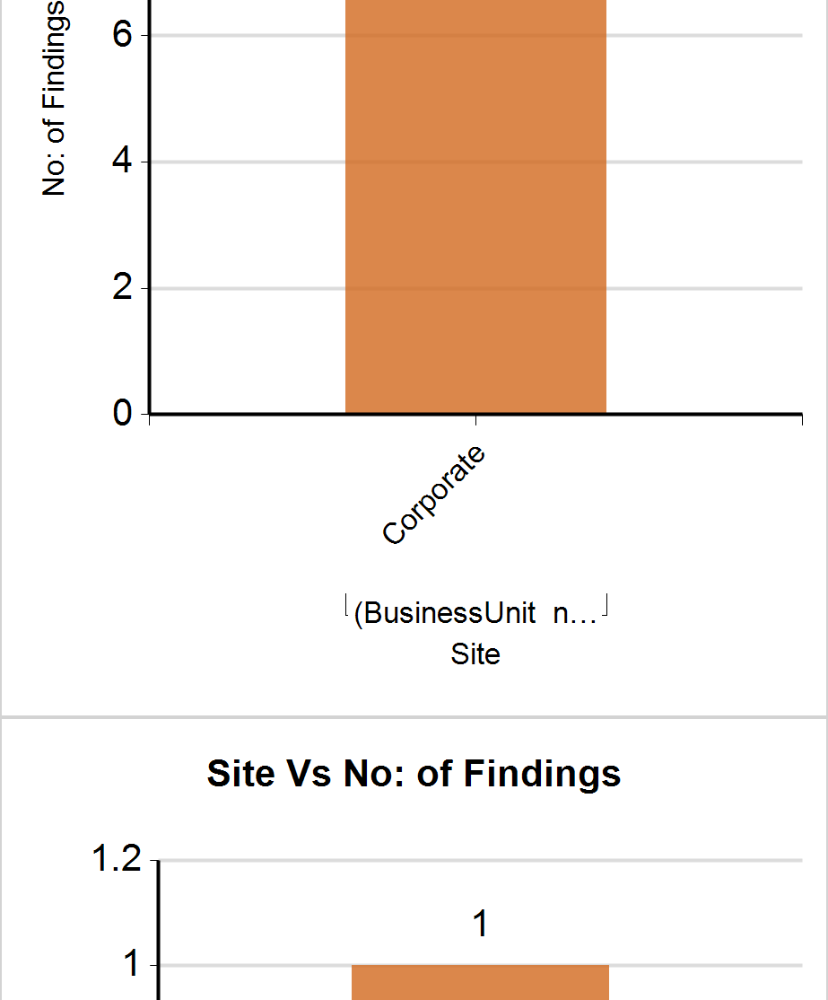 No: of Findings
6
4
2
0
Corporate
(BusinessUnit n...
Site
Site Vs No: of Findings
1.2
1
1